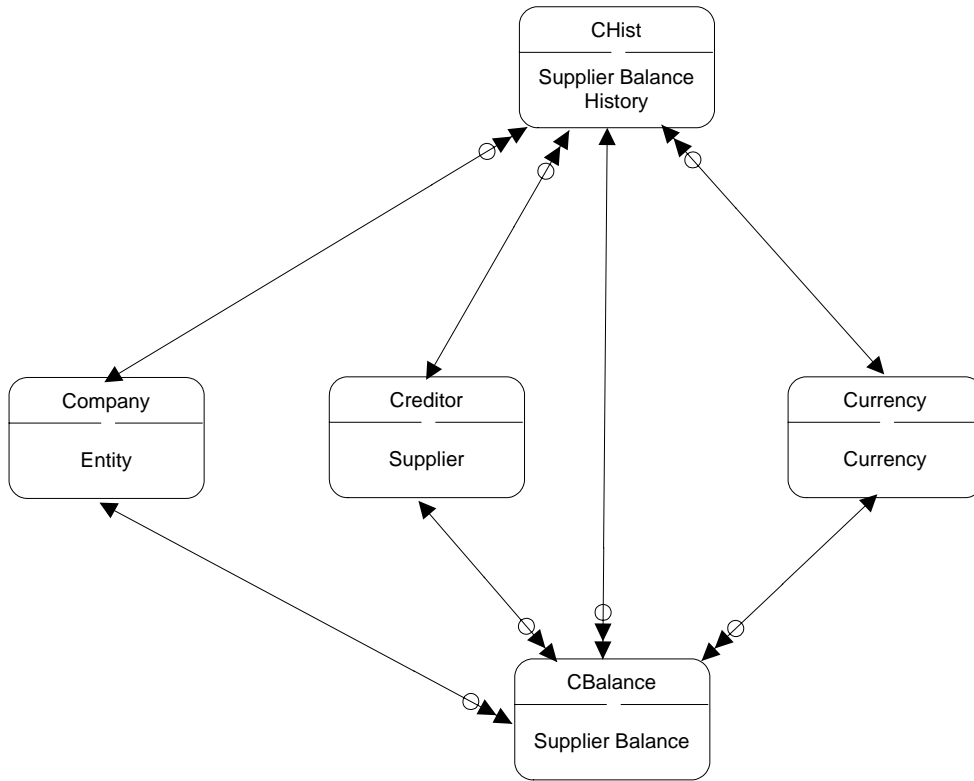 CHist
Supplier Balance
History
Company
Entity
Creditor
Supplier
Currency
Currency
CBalance
Supplier Balance